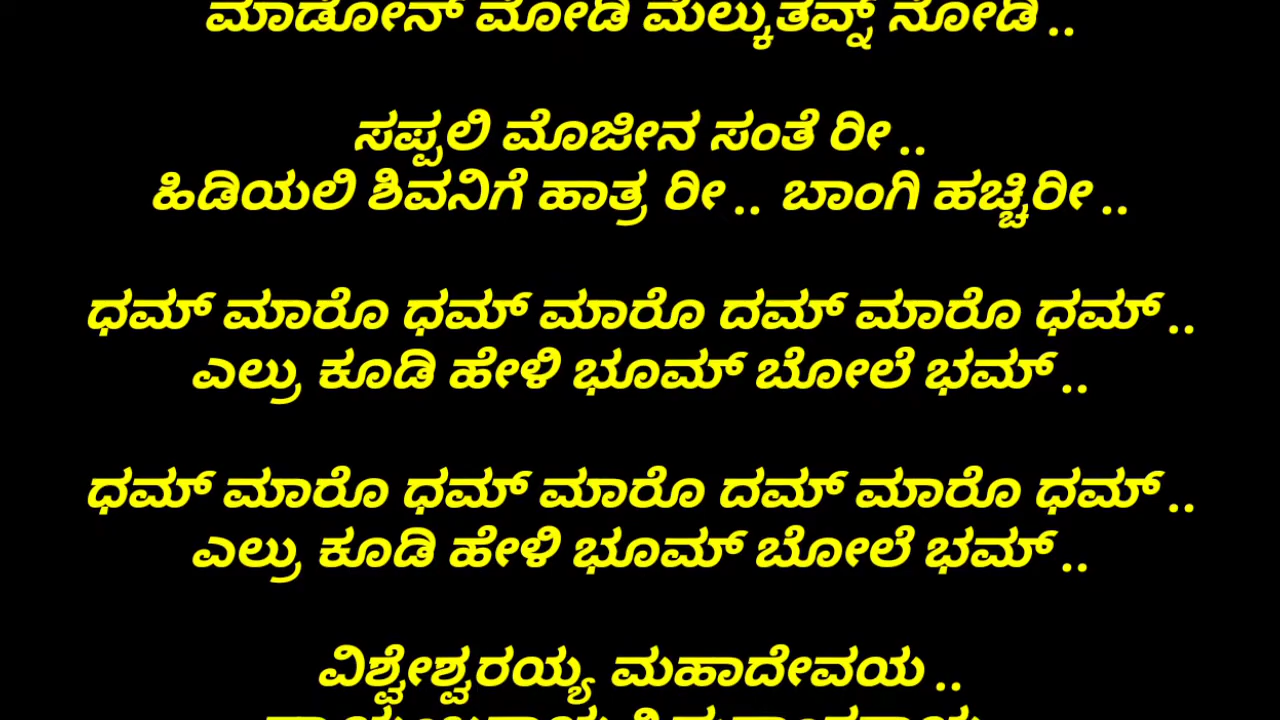 ಮಾಡೋನ್ ಮೋಡಿ ಮೆಲ್ಕುತವ್ನ್ ನೋಡಿ ..
ಸಪ್ಪಲಿ ಮೊಜೀನ ಸಂತೆ ರೀ ..
ಹಿಡಿಯಲಿ ಶಿವನಿಗೆ ಹಾತ್ರ ರೀ .. ಬಾಂಗಿ ಹಚ್ಚಿರೀ ..
ಧಮ್ ಮಾರೊ ಧಮ್ ಮಾರೊ ದಮ್ ಮಾರೊ ಧಮ್ ..
ಎಲ್ರು ಕೂಡಿ ಹೇಳಿ ಭೂಮ್ ಬೋಲೆ ಭಮ್ ..
ಧಮ್ ಮಾರೊ ಧಮ್ ಮಾರೊ ದಮ್ ಮಾರೊ ಧಮ್ ..
ಎಲ್ರು ಕೂಡಿ ಹೇಳಿ ಭೂಮ್ ಬೋಲೆ ಭಮ್ ..
ವಿಶ್ವೇಶ್ವರಯ್ಯ ಮಹಾದೇವಯ ..